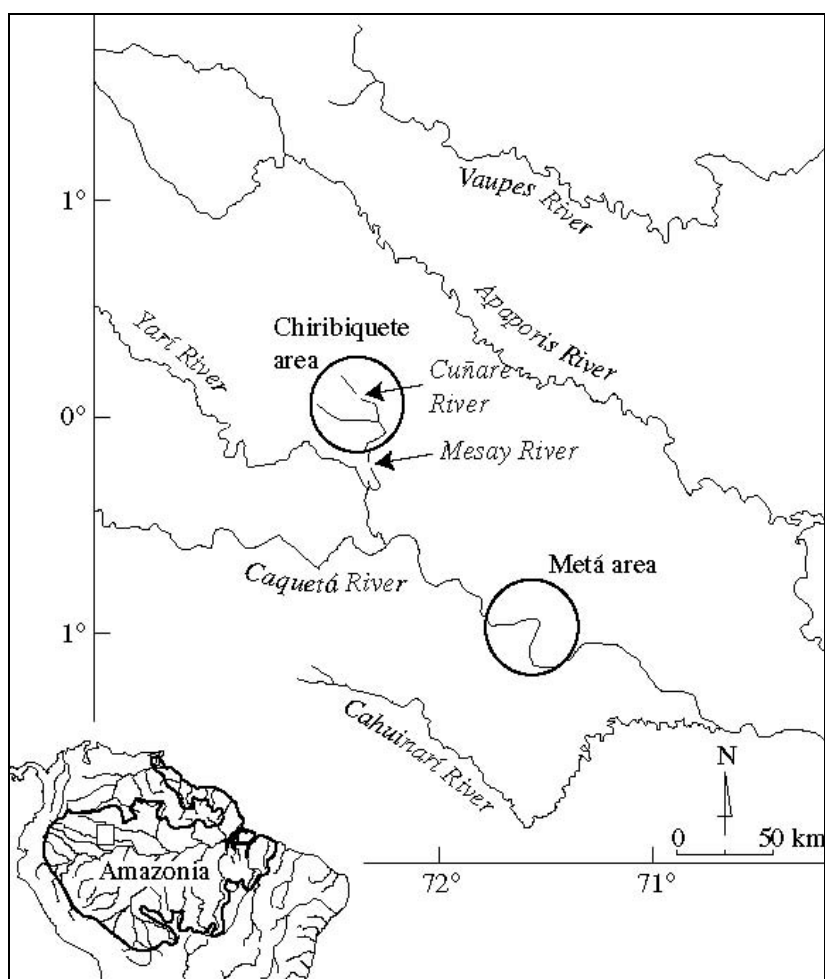 Vaupes River
1°
Apaporis River
Yarí River
Chiribiquete
area
Cuñare
River
0°
Mesay River
Caquetá River
Metá area
1°
Cahuinarí River
N
0 50 km
Amazonia
72° 71°